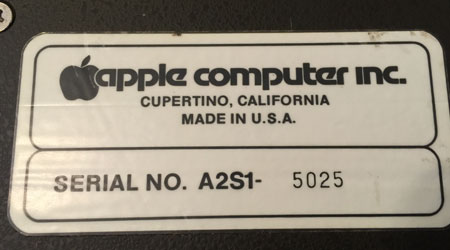 apple computer inc.
CUPERTINO, CALIFORNIA
MADE IN U.S.A.
SERIAL NO. A2S1- 5025